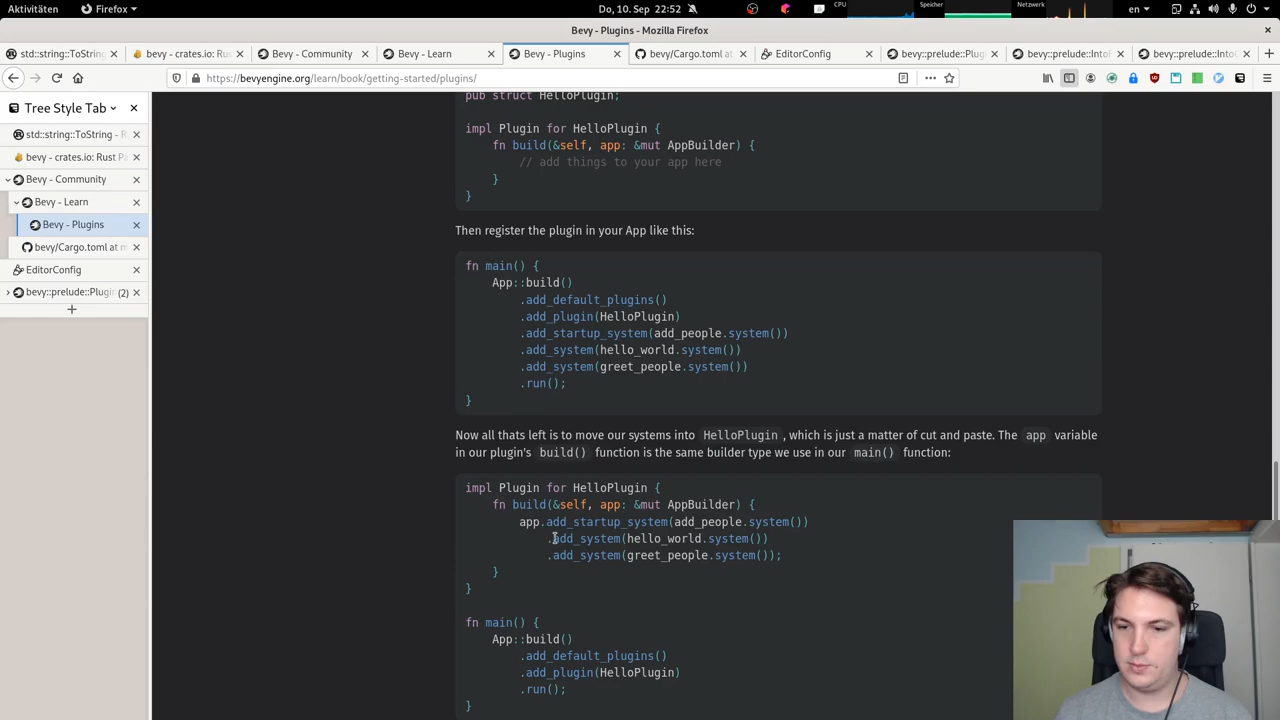 Aktivitäten
Firefox
Do, 10. Sep 22:52
CPU
Speicher
Netzwerk
en
Bevy - Plugins - Mozilla Firefox
std::string::ToString
bevy - crates.io: Rus
Bevy - Community
Bevy - Learn
Bevy - Plugins
bevy/Cargo.toml at m
EditorConfig
bevy::prelude::Plug
bevy::prelude::IntoF
bevy::prelude::Into
https://bevyengine.org/learn/book/getting-started/plugins/
Tree Style Tab
std::string::ToString - R
bevy - crates.io: Rust Pa
Bevy - Community
Bevy - Learn
Bevy - Plugins
bevy/Cargo.toml at m
EditorConfig
bevy::prelude::Plugin (2)
pub struct HelloPlugin;
impl Plugin for HelloPlugin {
fn build(&self, app: &mut AppBuilder) {
// add things to your app here
}
}
Then register the plugin in your App like this:
fn main() {
App::build()
.add_default_plugins()
.add_plugin(HelloPlugin)
.add_startup_system(add_people.system())
.add_system(hello_world.system())
.add_system(greet_people.system())
.run();
}
Now all thats left is to move our systems into HelloPlugin , which is just a matter of cut and paste. The app variable
in our plugin's build() function is the same builder type we use in our main() function:
impl Plugin for HelloPlugin {
fn build(&self, app: &mut AppBuilder) {
app.add_startup_system(add_people.system())
.add_system(hello_world.system())
.add_system(greet_people.system());
}
}
fn main() {
App::build()
.add_default_plugins()
.add_plugin(HelloPlugin)
.run();
}